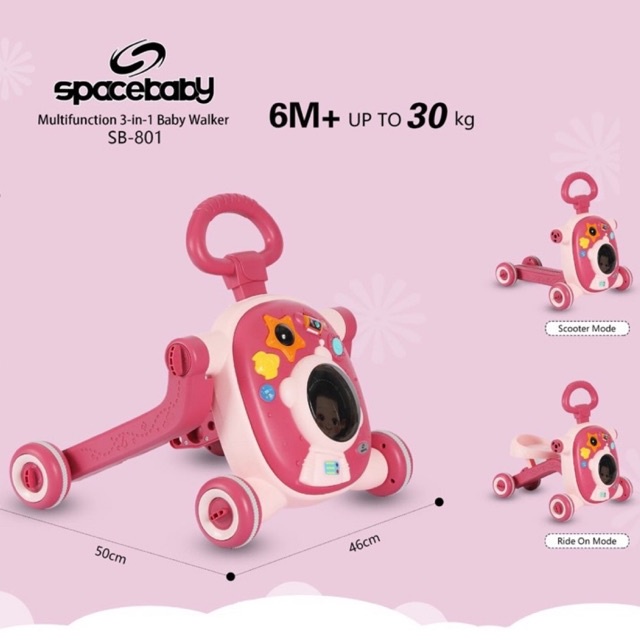 spacebaby
Multifunction 3-in-1 Baby Walker
SB-801
6M+ UP TO 30 kg
Scooter Mode
Ride On Mode
50cm
46cm